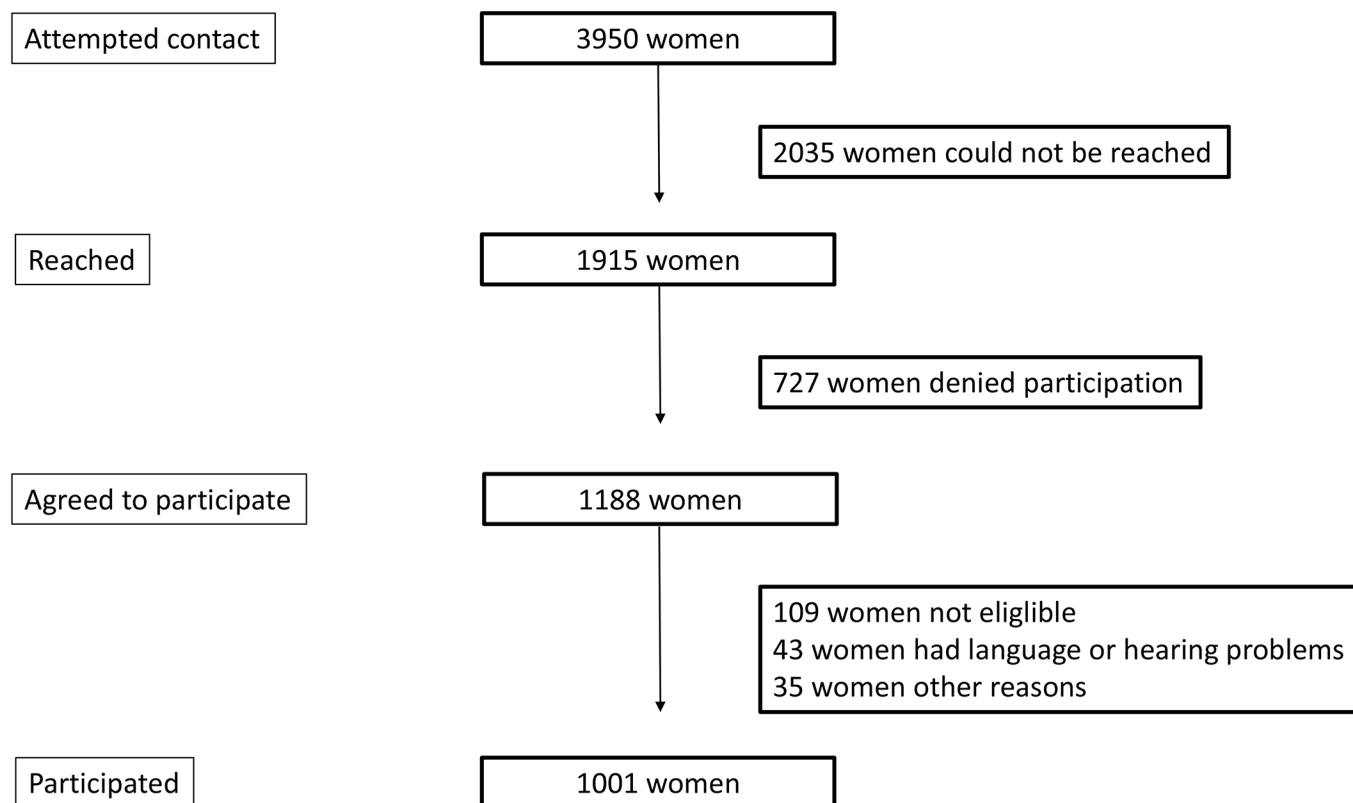 Attempted contact
3950 women
2035 women could not be reached
Reached
1915 women
727 women denied participation
Agreed to participate
1188 women
109 women not eliglible
43 women had language or hearing problems
35 women other reasons
Participated
1001 women